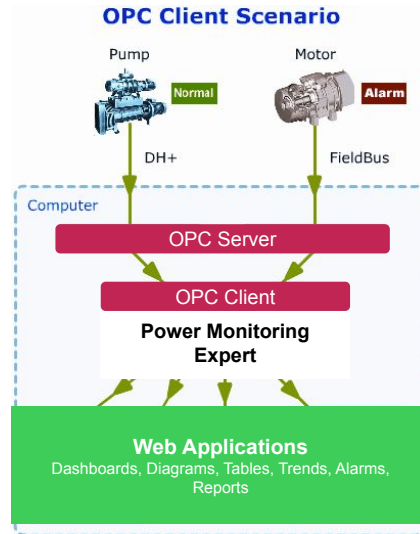 OPC Client Scenario
Pump
Motor
Normal
Alarm
DH+
FieldBus
Computer
OPC Server
OPC Client
Power Monitoring
Expert
Web Applications
Dashboards, Diagrams, Tables, Trends, Alarms,
Reports